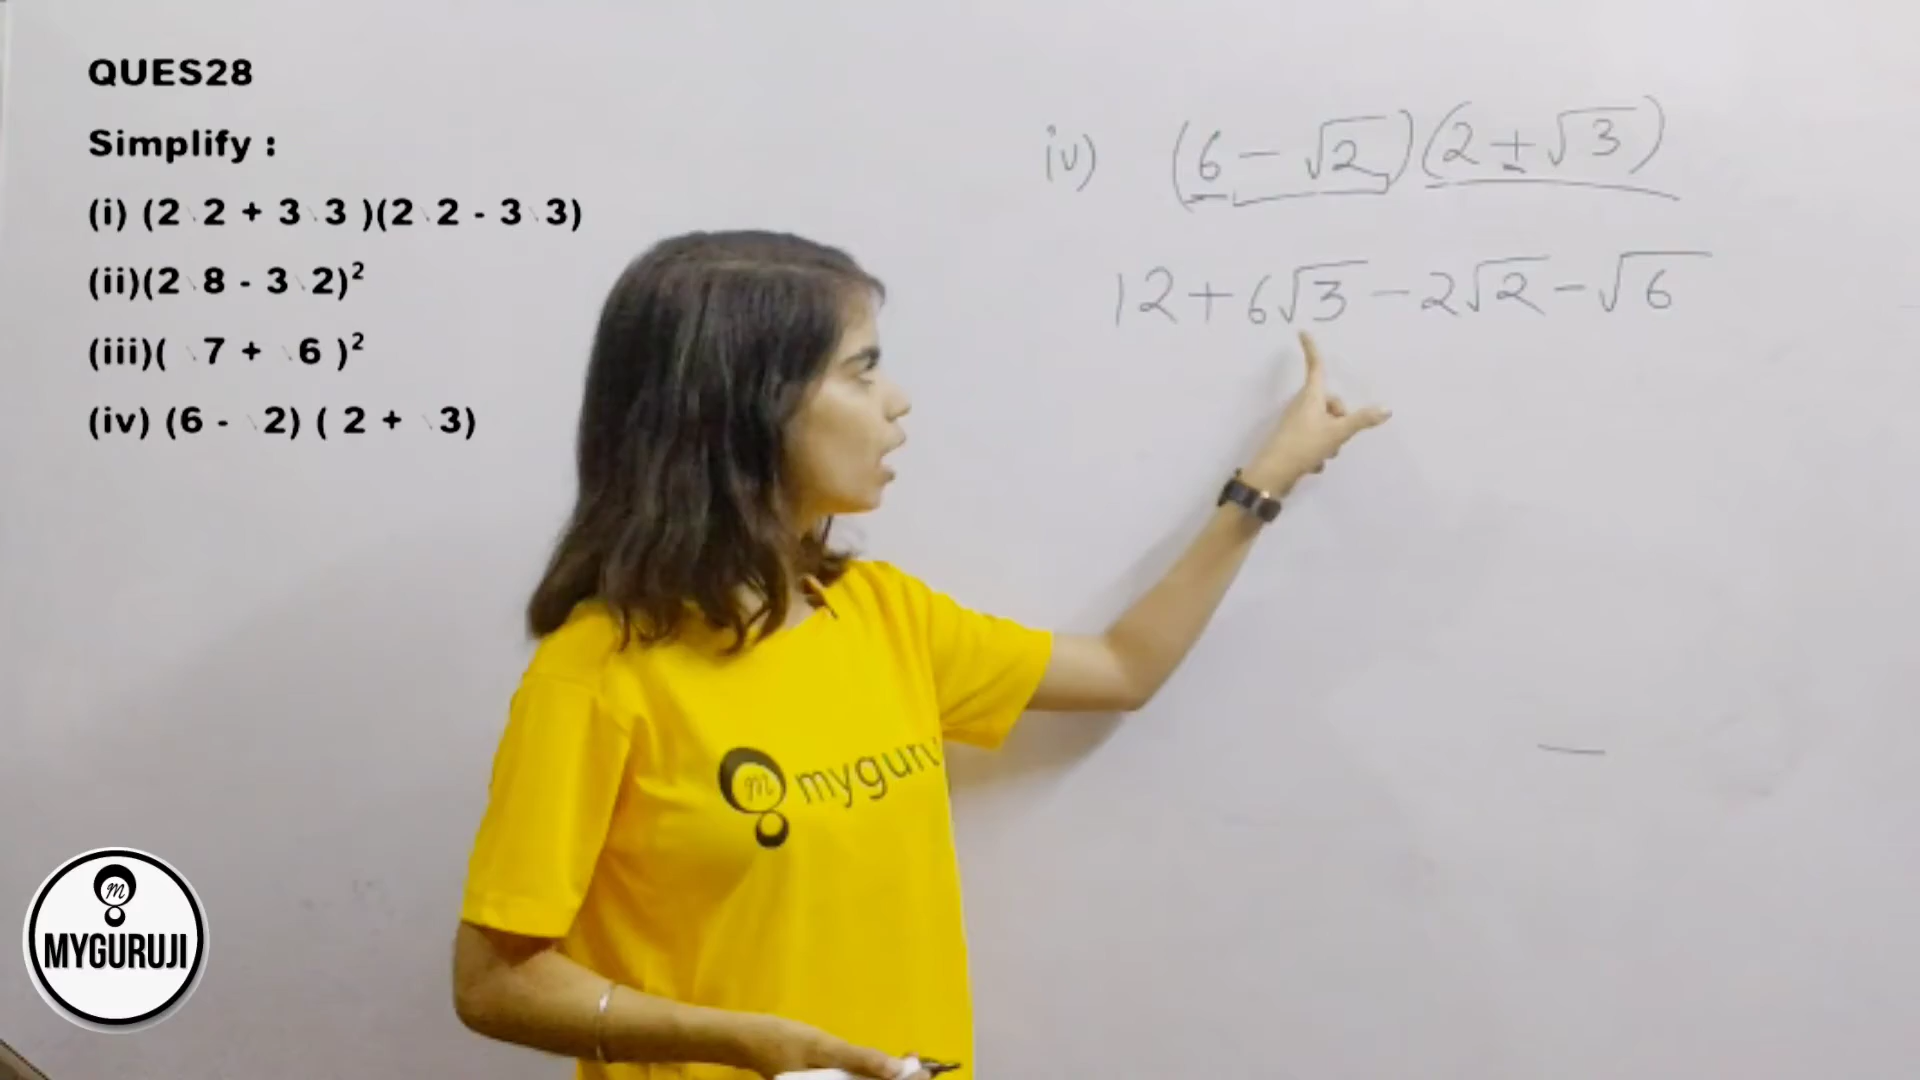 QUES28
Simplify :
(i) (2√2 + 3√3 )(2√2 - 3√3)
(ii)(2√8 - 3√2)²
(iii)( √7 + √6 )²
(iv) (6 - √2) ( 2 + √3)
iv) (6 - √2) (2 + √3)
12 + 6√3 - 2√2 - √6
m myguru
m
MYGURUJI